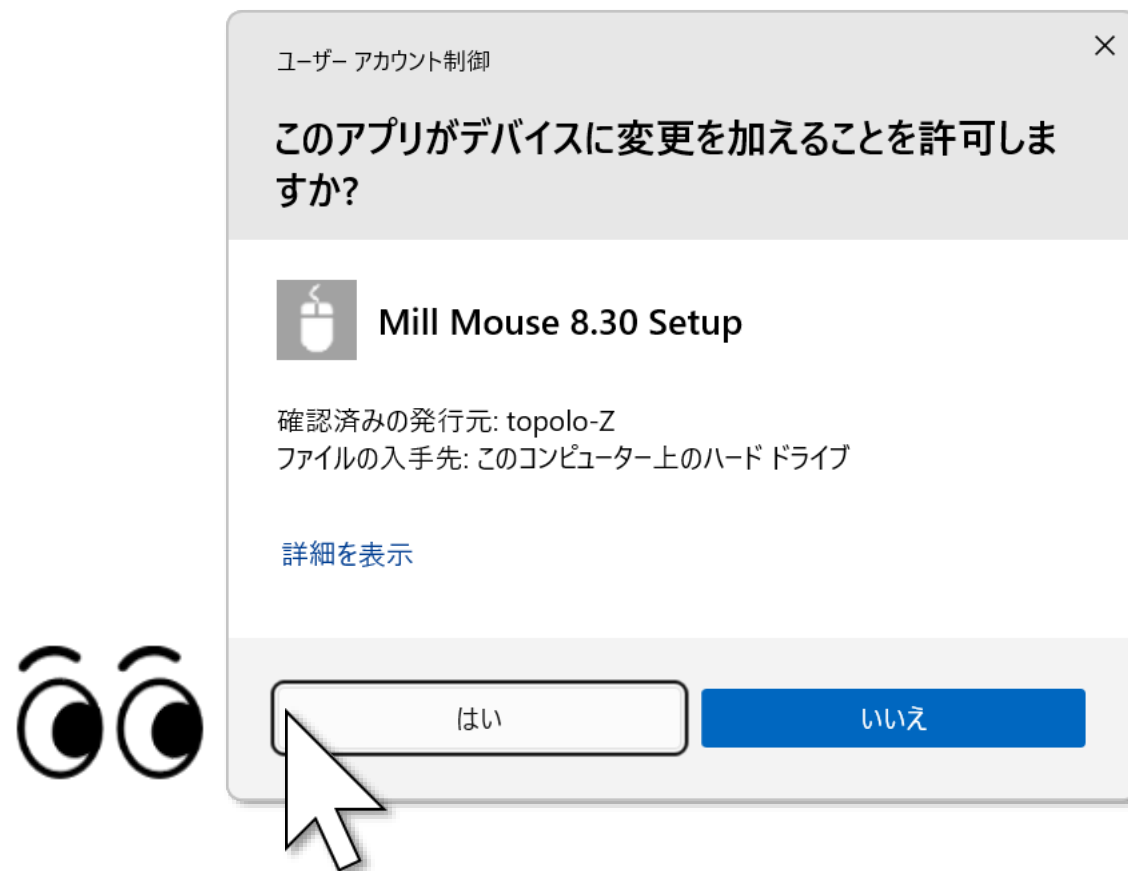 ユーザー アカウント制御
このアプリがデバイスに変更を加えることを許可しま
すか?
Mill Mouse 8.30 Setup
確認済みの発行元: topolo-Z
ファイルの入手先: このコンピューター上のハード ドライブ
詳細を表示
はい
いいえ